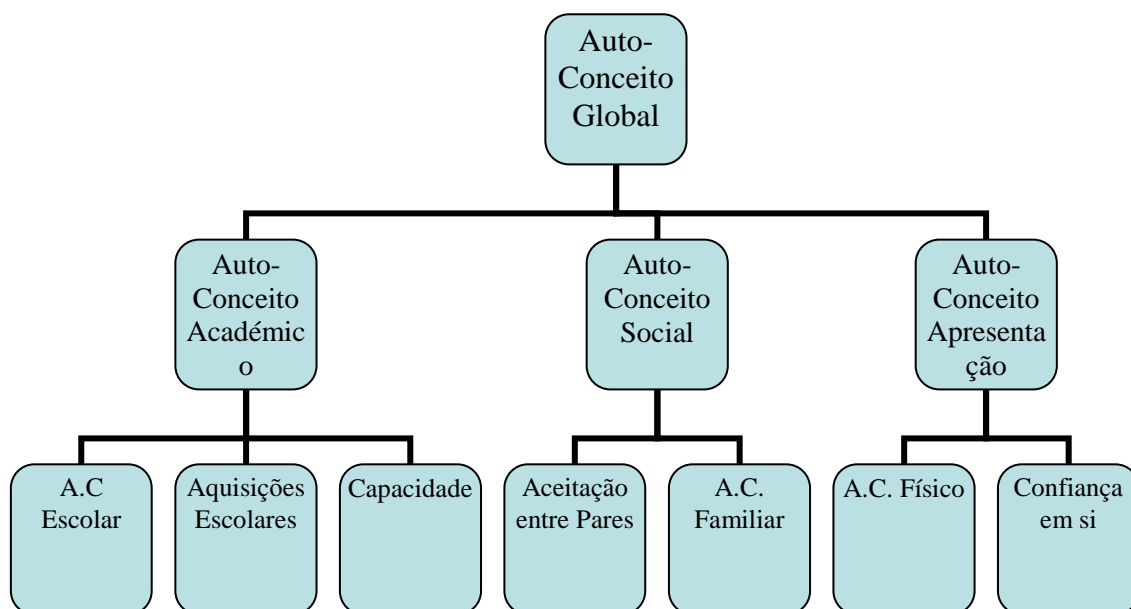 Auto-
Conceito
Global
Auto-
Conceito
Académic
o
Auto-
Conceito
Social
Auto-
Conceito
Apresenta
ção
A.C
Escolar
Aquisições
Escolares
Capacidade
Aceitação
entre Pares
A.C.
Familiar
A.C. Físico
Confiança
em si